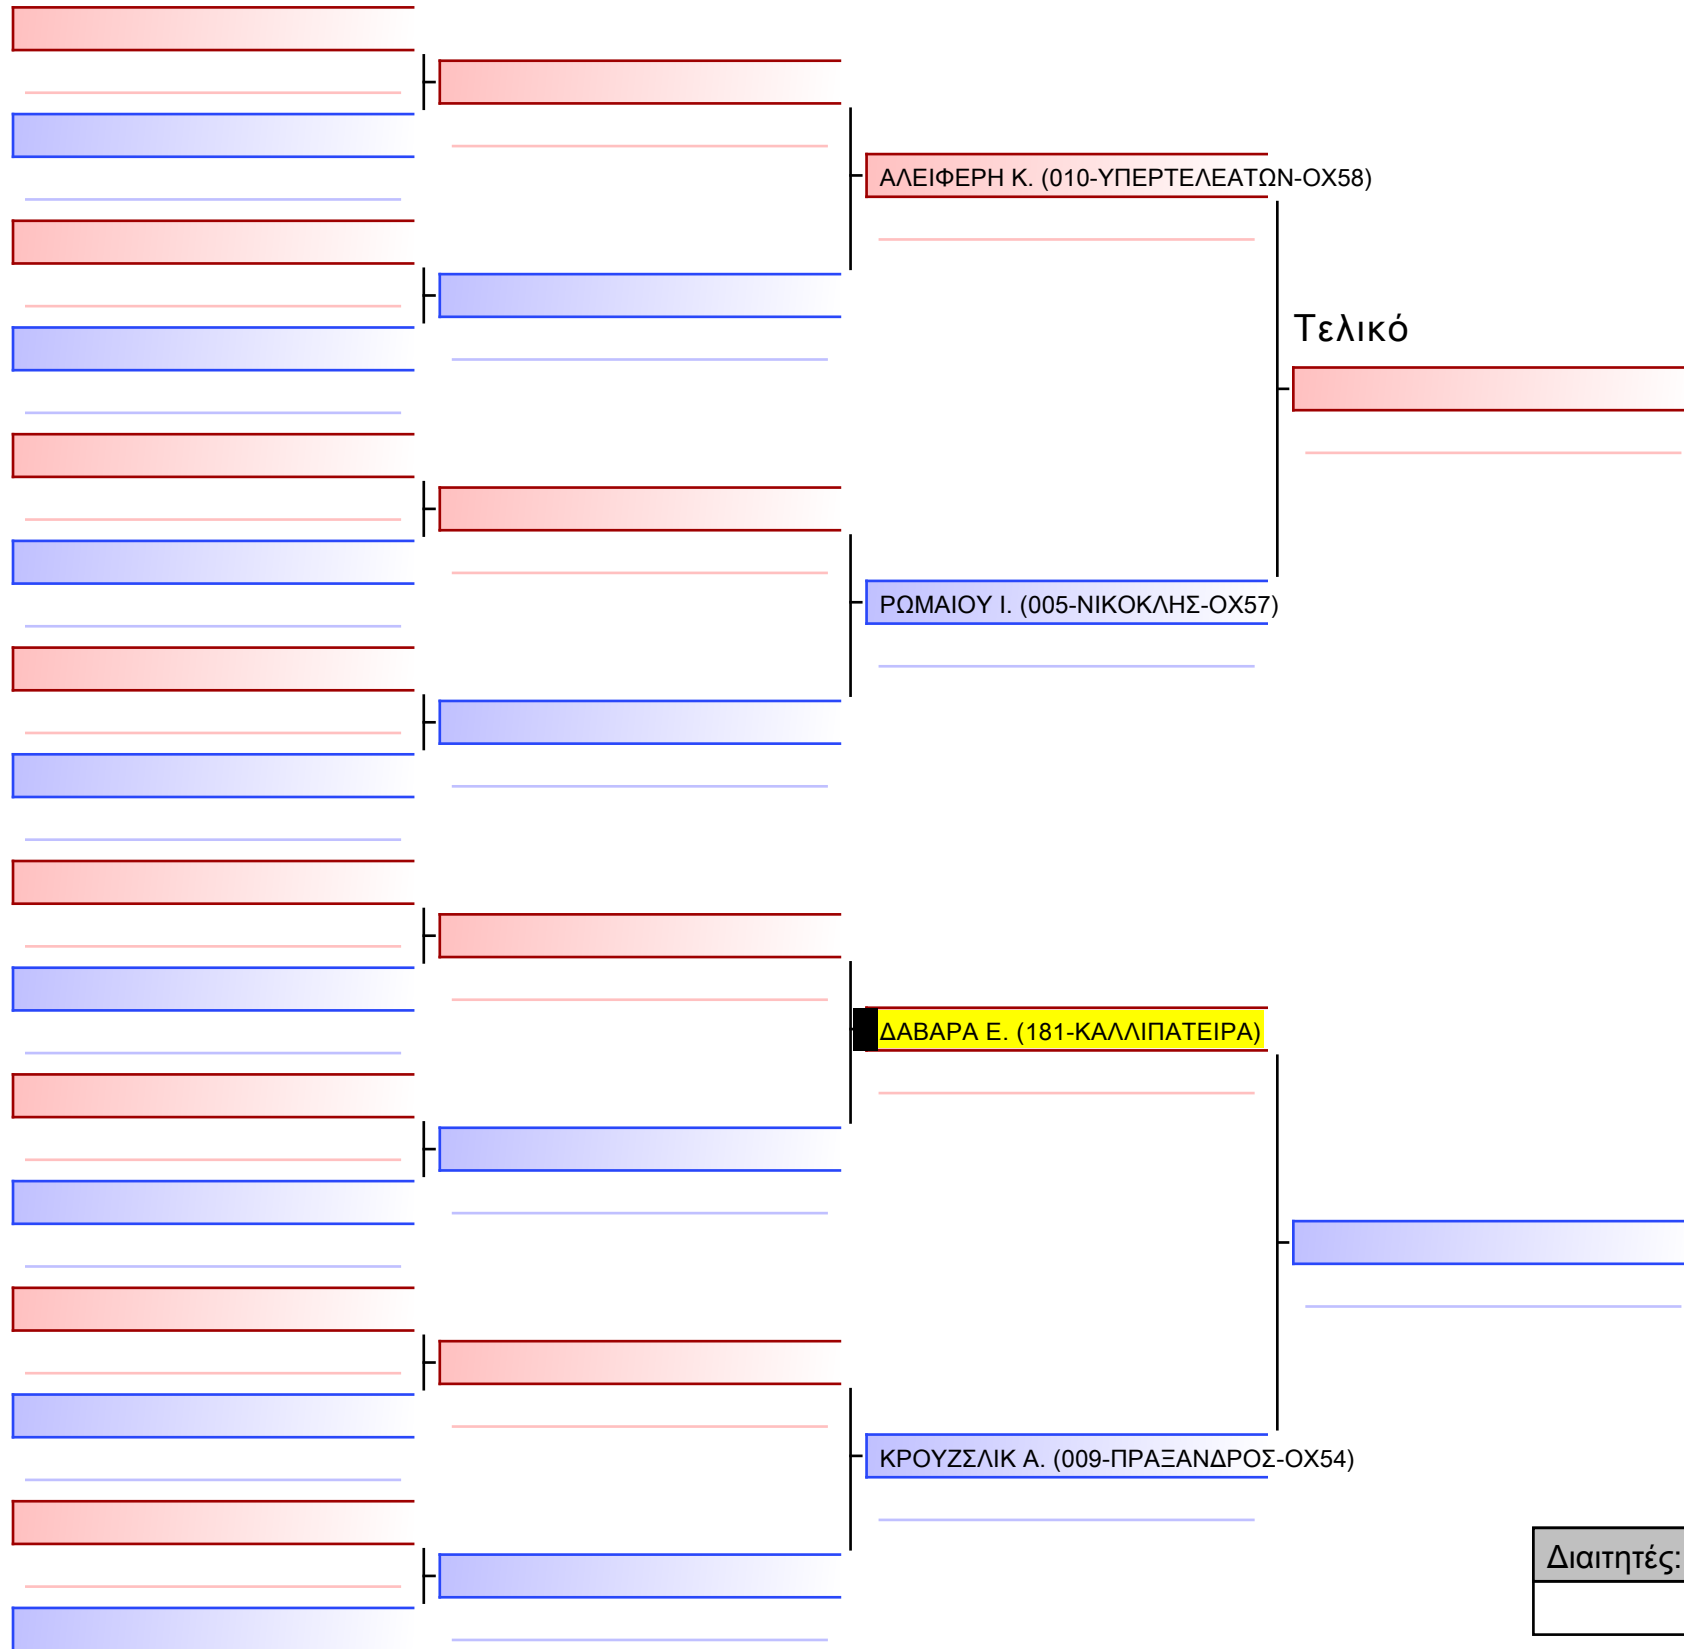 ΑΛΕΙΦΕΡΗ Κ. (010-ΥΠΕΡΤΕΛΕΑΤΩΝ-ΟΧ58)
Τελικό
ΡΩΜΑΙΟΥ Ι. (005-ΝΙΚΟΚΛΗΣ-ΟΧ57)
ΔΑΒΑΡΑ Ε. (181-ΚΑΛΛΙΠΑΤΕΙΡΑ)
ΚΡΟΥΖΣΛΙΚ Α. (009-ΠΡΑΞΑΝΔΡΟΣ-ΟΧ54)
Διαιτητές: